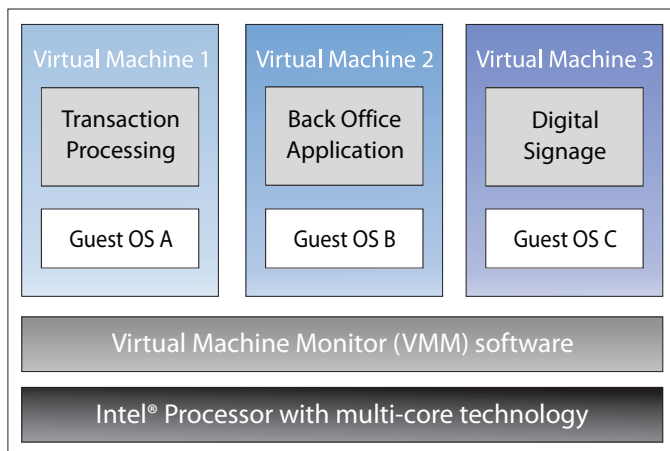 Virtual Machine 1
Transaction
Processing
Guest OS A
Virtual Machine 2
Back Office
Application
Guest OS B
Virtual Machine 3
Digital
Signage
Guest OS C
Virtual Machine Monitor (VMM) software
Intel® Processor with multi-core technology